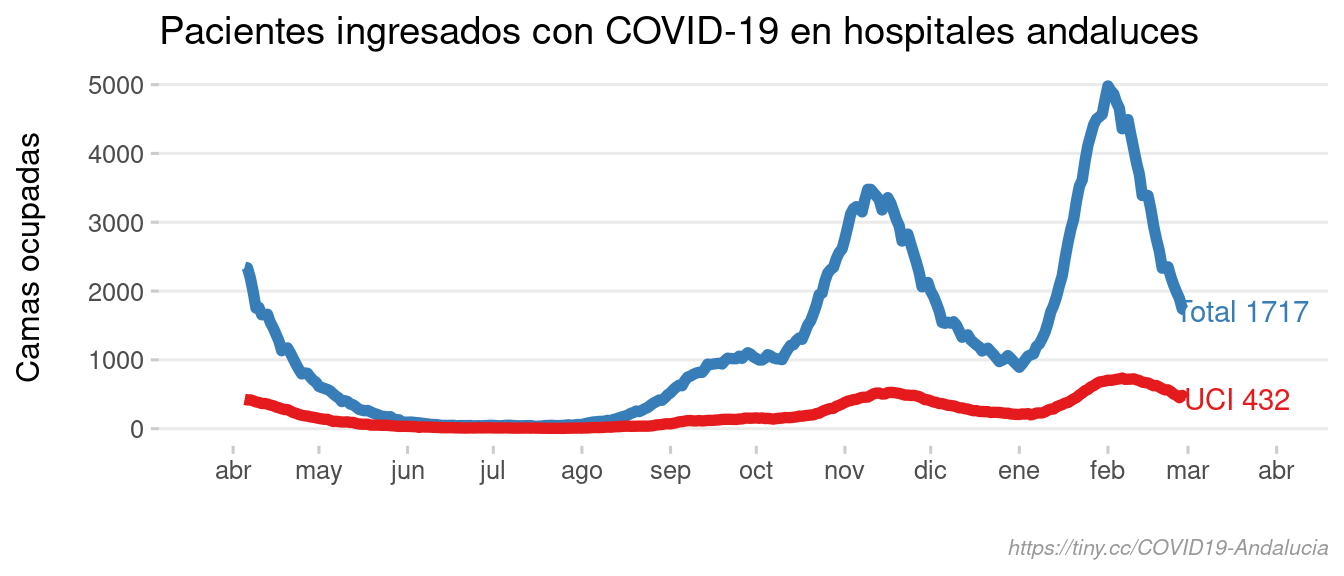 Pacientes ingresados con COVID-19 en hospitales andaluces
Camas ocupadas
5000
4000
3000
2000
1000
0
Total 1717
UCI 432
abr may jun jul ago sep oct nov dic ene feb mar abr
https://tiny.cc/COVID19-Andalucia